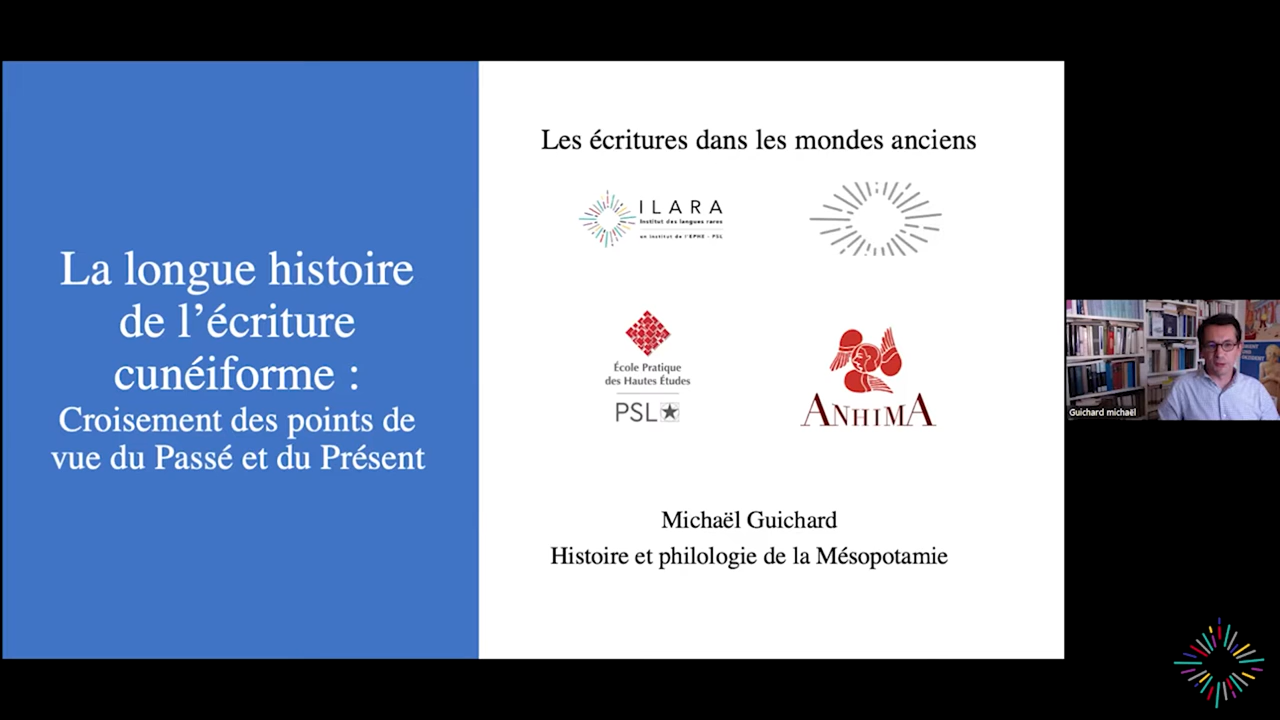 La longue histoire
de l’écriture
cunéiforme :
Croisement des points de
vue du Passé et du Présent
Les écritures dans les mondes anciens
ILARA
Institut des langues rares
un institut de l'EPHE - PSL
École Pratique
des Hautes Études
PSL
ANHIMA
Michaël Guichard
Histoire et philologie de la Mésopotamie
Guichard michaël